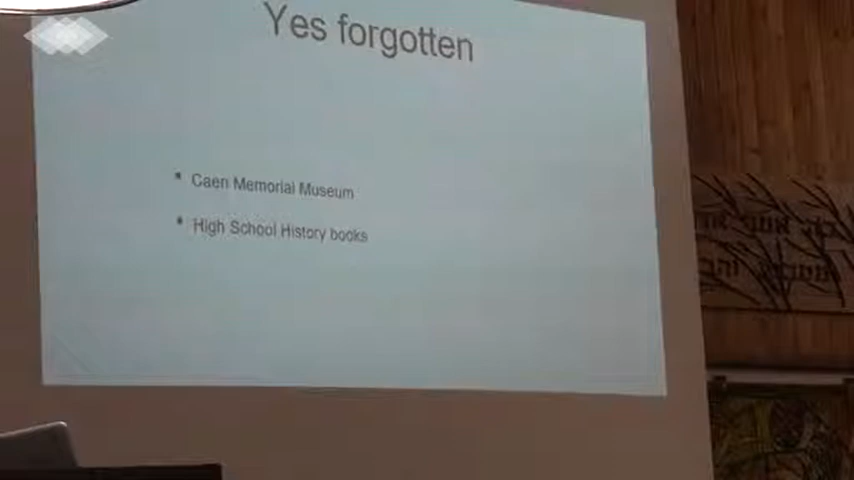 Yes forgotten
• Caen Memorial Museum
• High School History books